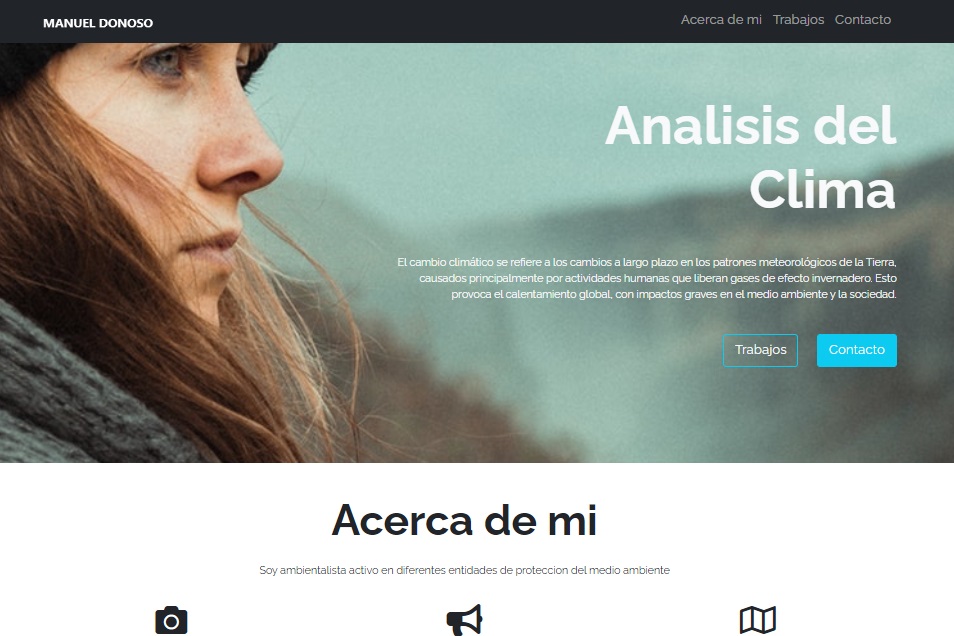 MANUEL DONOSO
Acerca de mi Trabajos Contacto
Analisis del
Clima
El cambio climático se refiere a los cambios a largo plazo en los patrones meteorológicos de la Tierra,
causados principalmente por actividades humanas que liberan gases de efecto invernadero. Esto
provoca el calentamiento global, con impactos graves en el medio ambiente y la sociedad.
Trabajos Contacto
Acerca de mi
Soy ambientalista activo en diferentes entidades de proteccion del medio ambiente